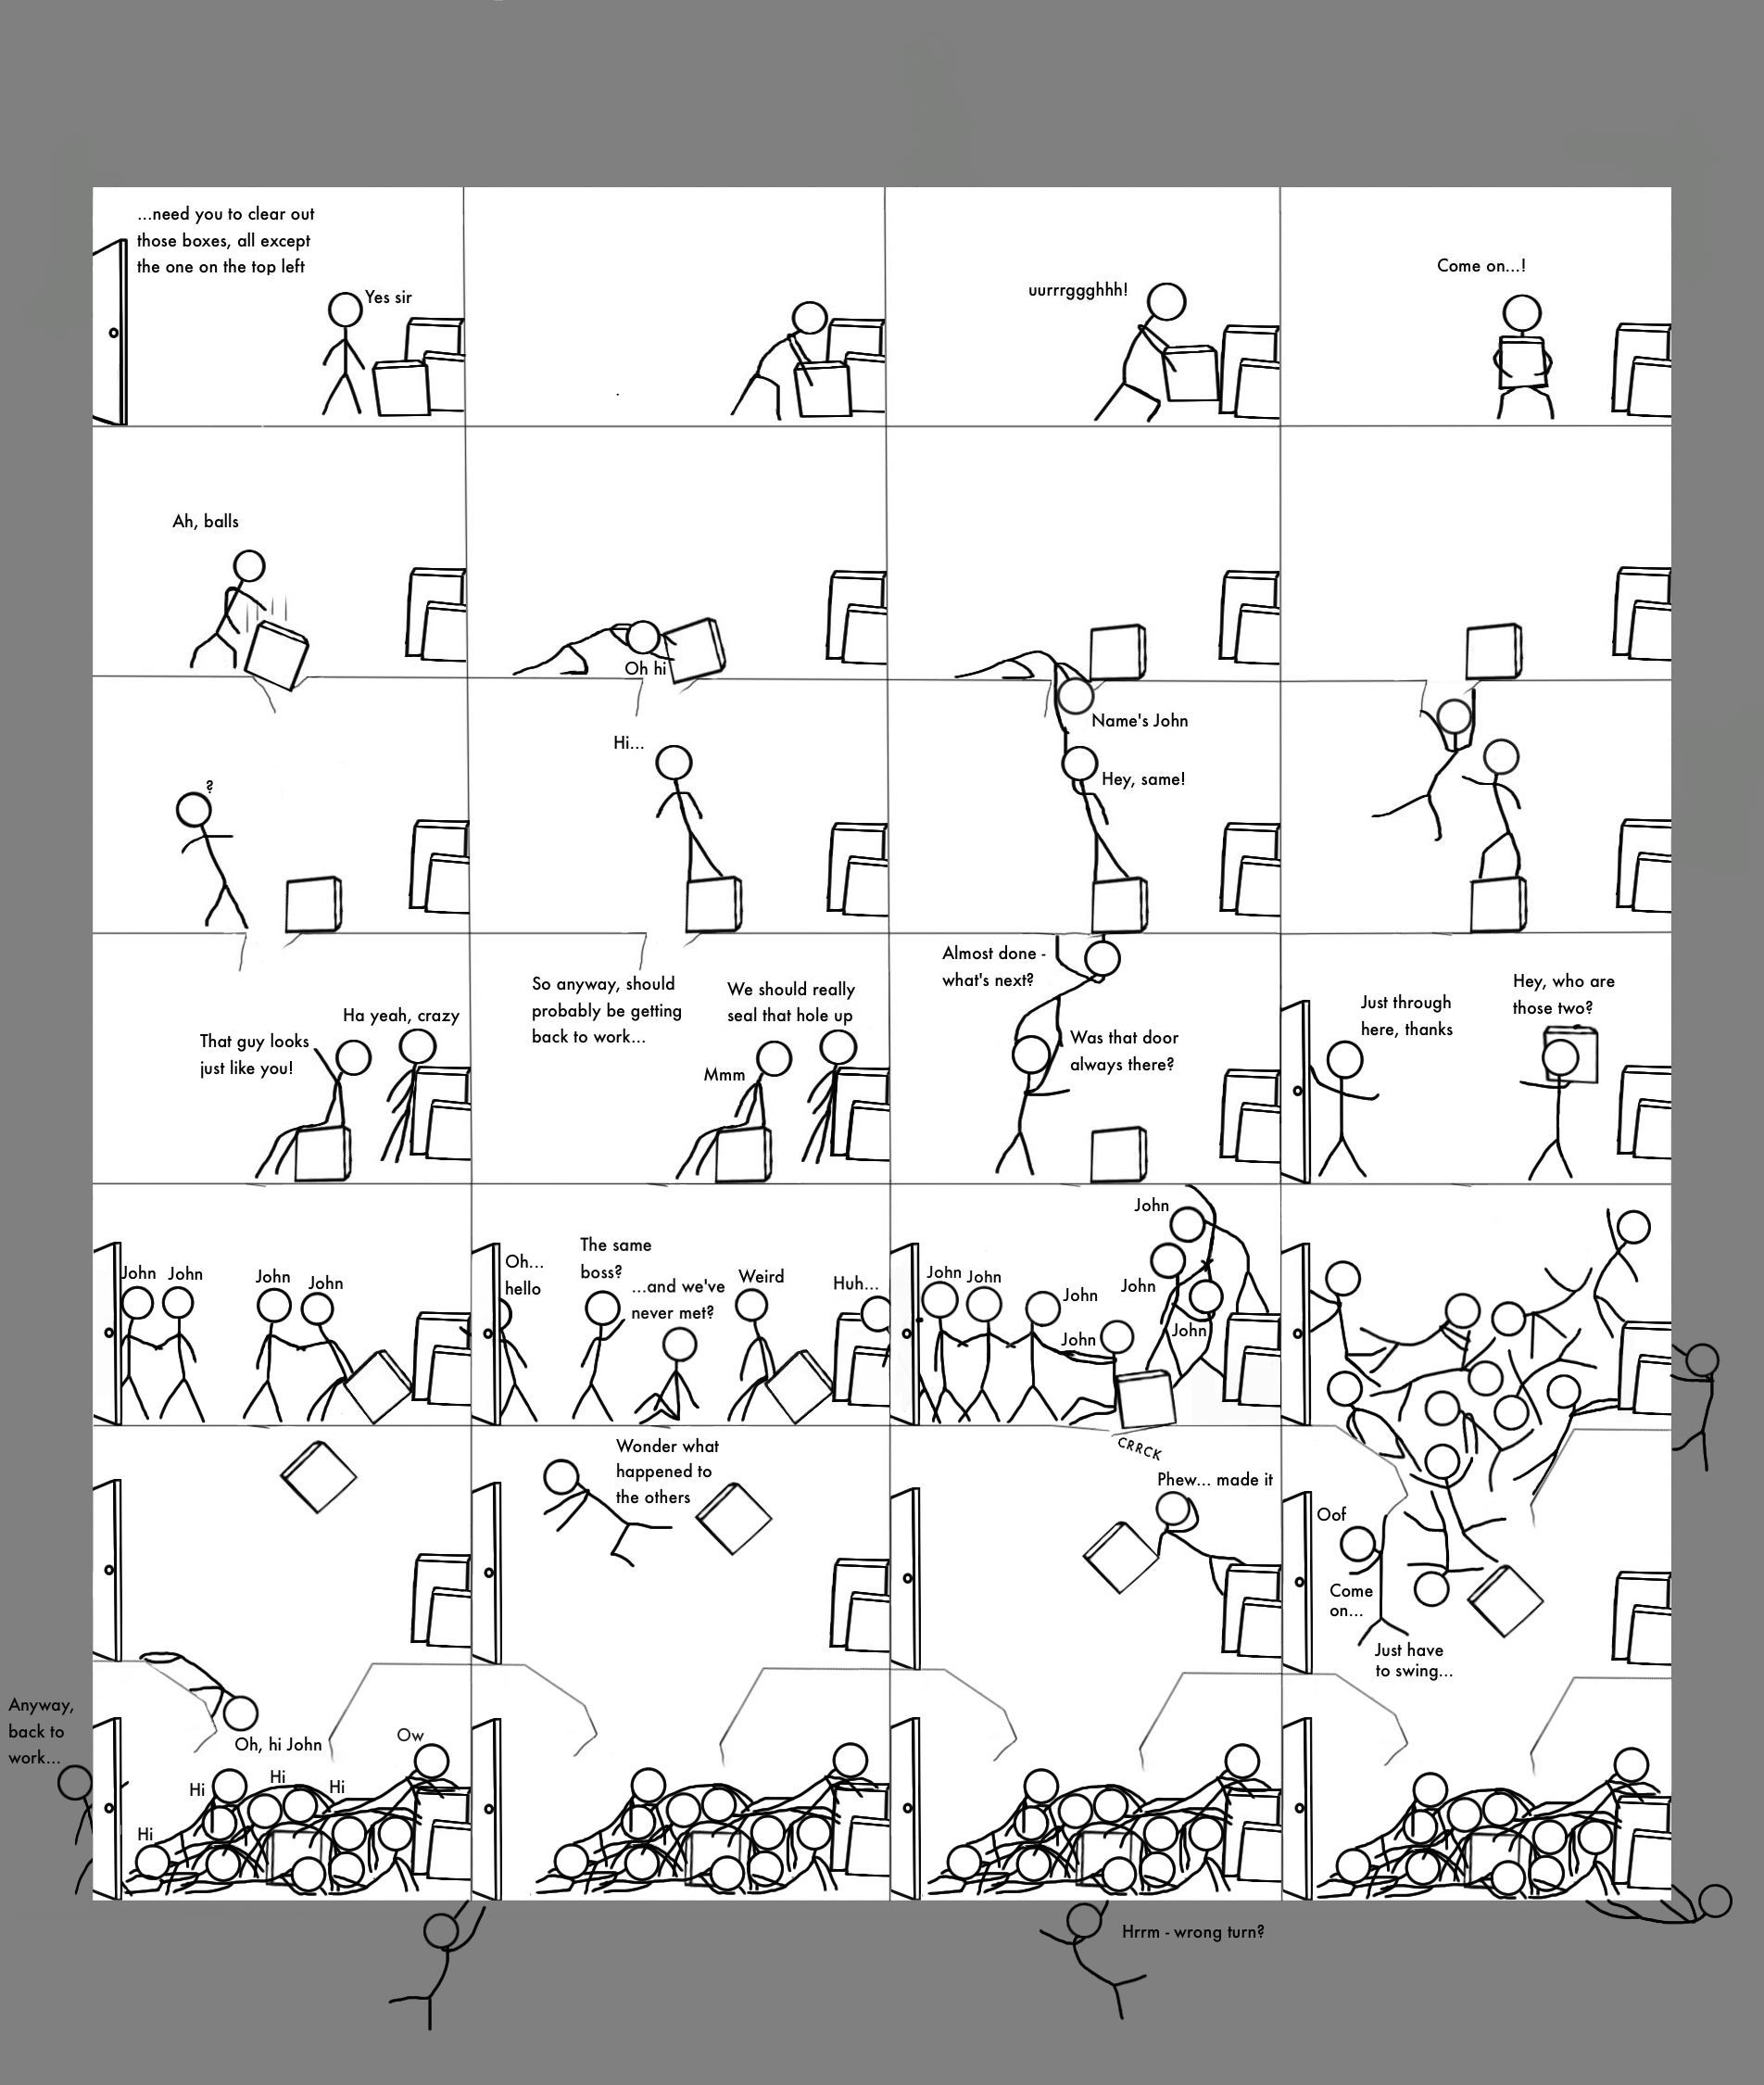 ...need you to clear out
those boxes, all except
the one on the top left
Yes sir
uurrrggghhh!
Come on...!
Ah, balls
Oh hi
?
Hi...
Name's John
Hey, same!
That guy looks
just like you!
Ha yeah, crazy
So anyway, should
probably be getting
back to work...
We should really
seal that hole up
Mmm
Almost done -
what's next?
Was that door
always there?
Just through
here, thanks
Hey, who are
those two?
John
John
John
John
Oh...
hello
The same
boss?
...and we've
never met?
Weird
Huh...
John
John
John
John
John
John
John
CRRCK
Wonder what
happened to
the others
Phew... made it
Oof
Come
on...
Just have
to swing...
Anyway,
back to
work...
Oh, hi John
Ow
Hi
Hi
Hi
Hi
Hrrm - wrong turn?